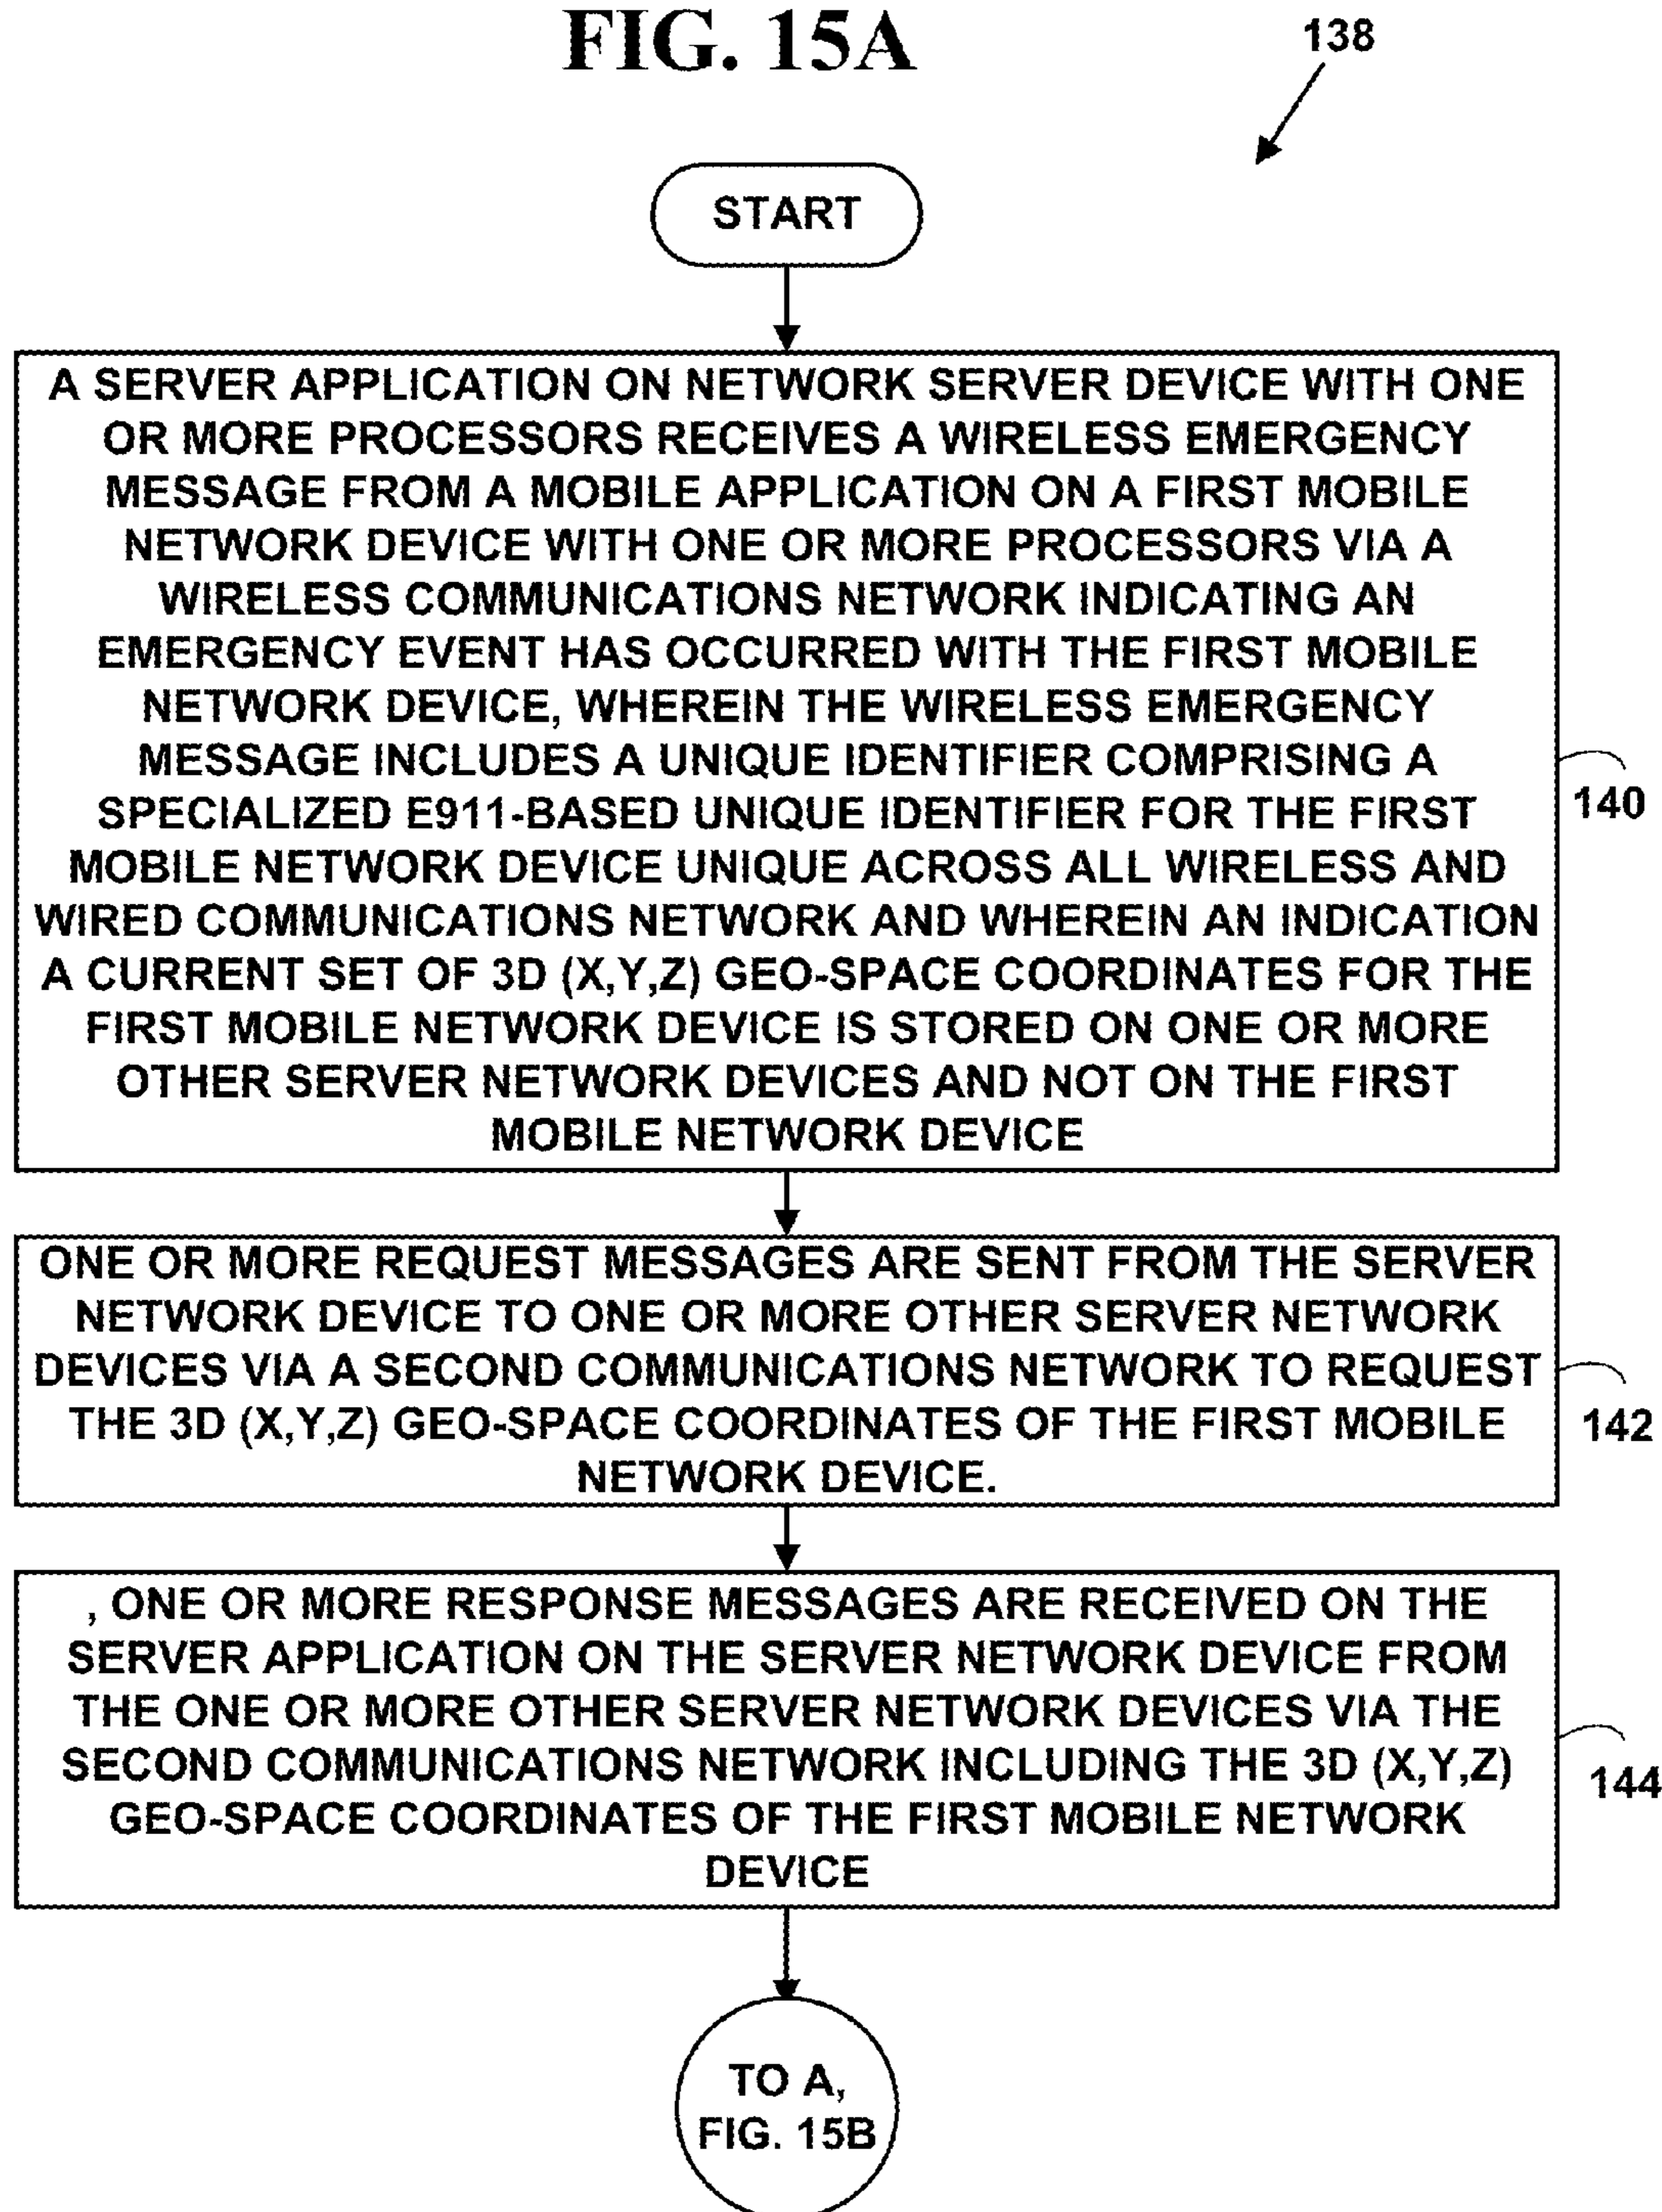 FIG. 15A
138
START
A SERVER APPLICATION ON NETWORK SERVER DEVICE WITH ONE
OR MORE PROCESSORS RECEIVES A WIRELESS EMERGENCY
MESSAGE FROM A MOBILE APPLICATION ON A FIRST MOBILE
NETWORK DEVICE WITH ONE OR MORE PROCESSORS VIA A
WIRELESS COMMUNICATIONS NETWORK INDICATING AN
EMERGENCY EVENT HAS OCCURRED WITH THE FIRST MOBILE
NETWORK DEVICE, WHEREIN THE WIRELESS EMERGENCY
MESSAGE INCLUDES A UNIQUE IDENTIFIER COMPRISING A
SPECIALIZED E911-BASED UNIQUE IDENTIFIER FOR THE FIRST
MOBILE NETWORK DEVICE UNIQUE ACROSS ALL WIRELESS AND
WIRED COMMUNICATIONS NETWORK AND WHEREIN AN INDICATION
A CURRENT SET OF 3D (X,Y,Z) GEO-SPACE COORDINATES FOR THE
FIRST MOBILE NETWORK DEVICE IS STORED ON ONE OR MORE
OTHER SERVER NETWORK DEVICES AND NOT ON THE FIRST
MOBILE NETWORK DEVICE
140
ONE OR MORE REQUEST MESSAGES ARE SENT FROM THE SERVER
NETWORK DEVICE TO ONE OR MORE OTHER SERVER NETWORK
DEVICES VIA A SECOND COMMUNICATIONS NETWORK TO REQUEST
THE 3D (X,Y,Z) GEO-SPACE COORDINATES OF THE FIRST MOBILE
NETWORK DEVICE.
142
, ONE OR MORE RESPONSE MESSAGES ARE RECEIVED ON THE
SERVER APPLICATION ON THE SERVER NETWORK DEVICE FROM
THE ONE OR MORE OTHER SERVER NETWORK DEVICES VIA THE
SECOND COMMUNICATIONS NETWORK INCLUDING THE 3D (X,Y,Z)
GEO-SPACE COORDINATES OF THE FIRST MOBILE NETWORK
DEVICE
144
TO A,
FIG. 15B